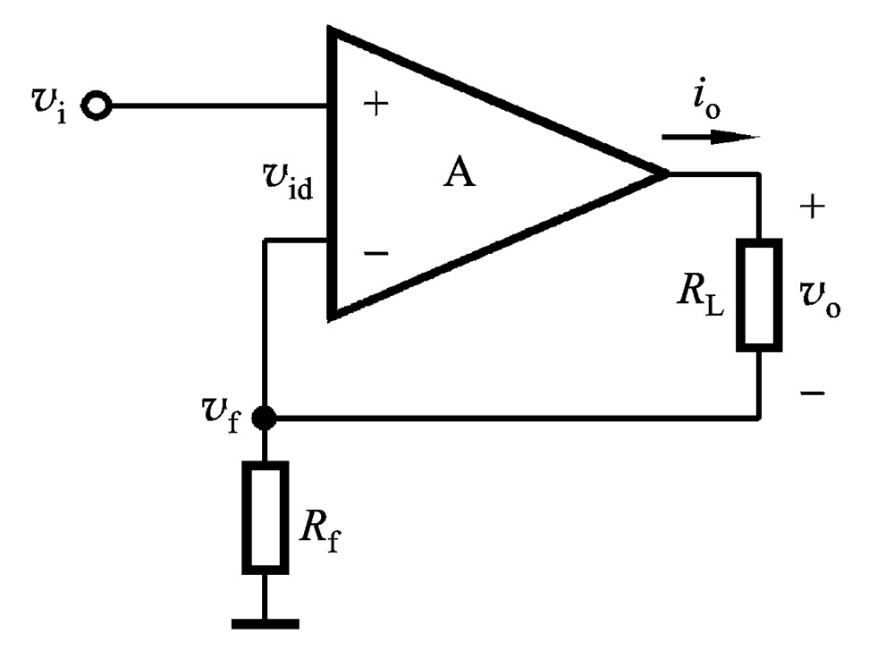 v_i
+
v_id
A
−
i_o
+
R_L
v_o
−
v_f
R_f